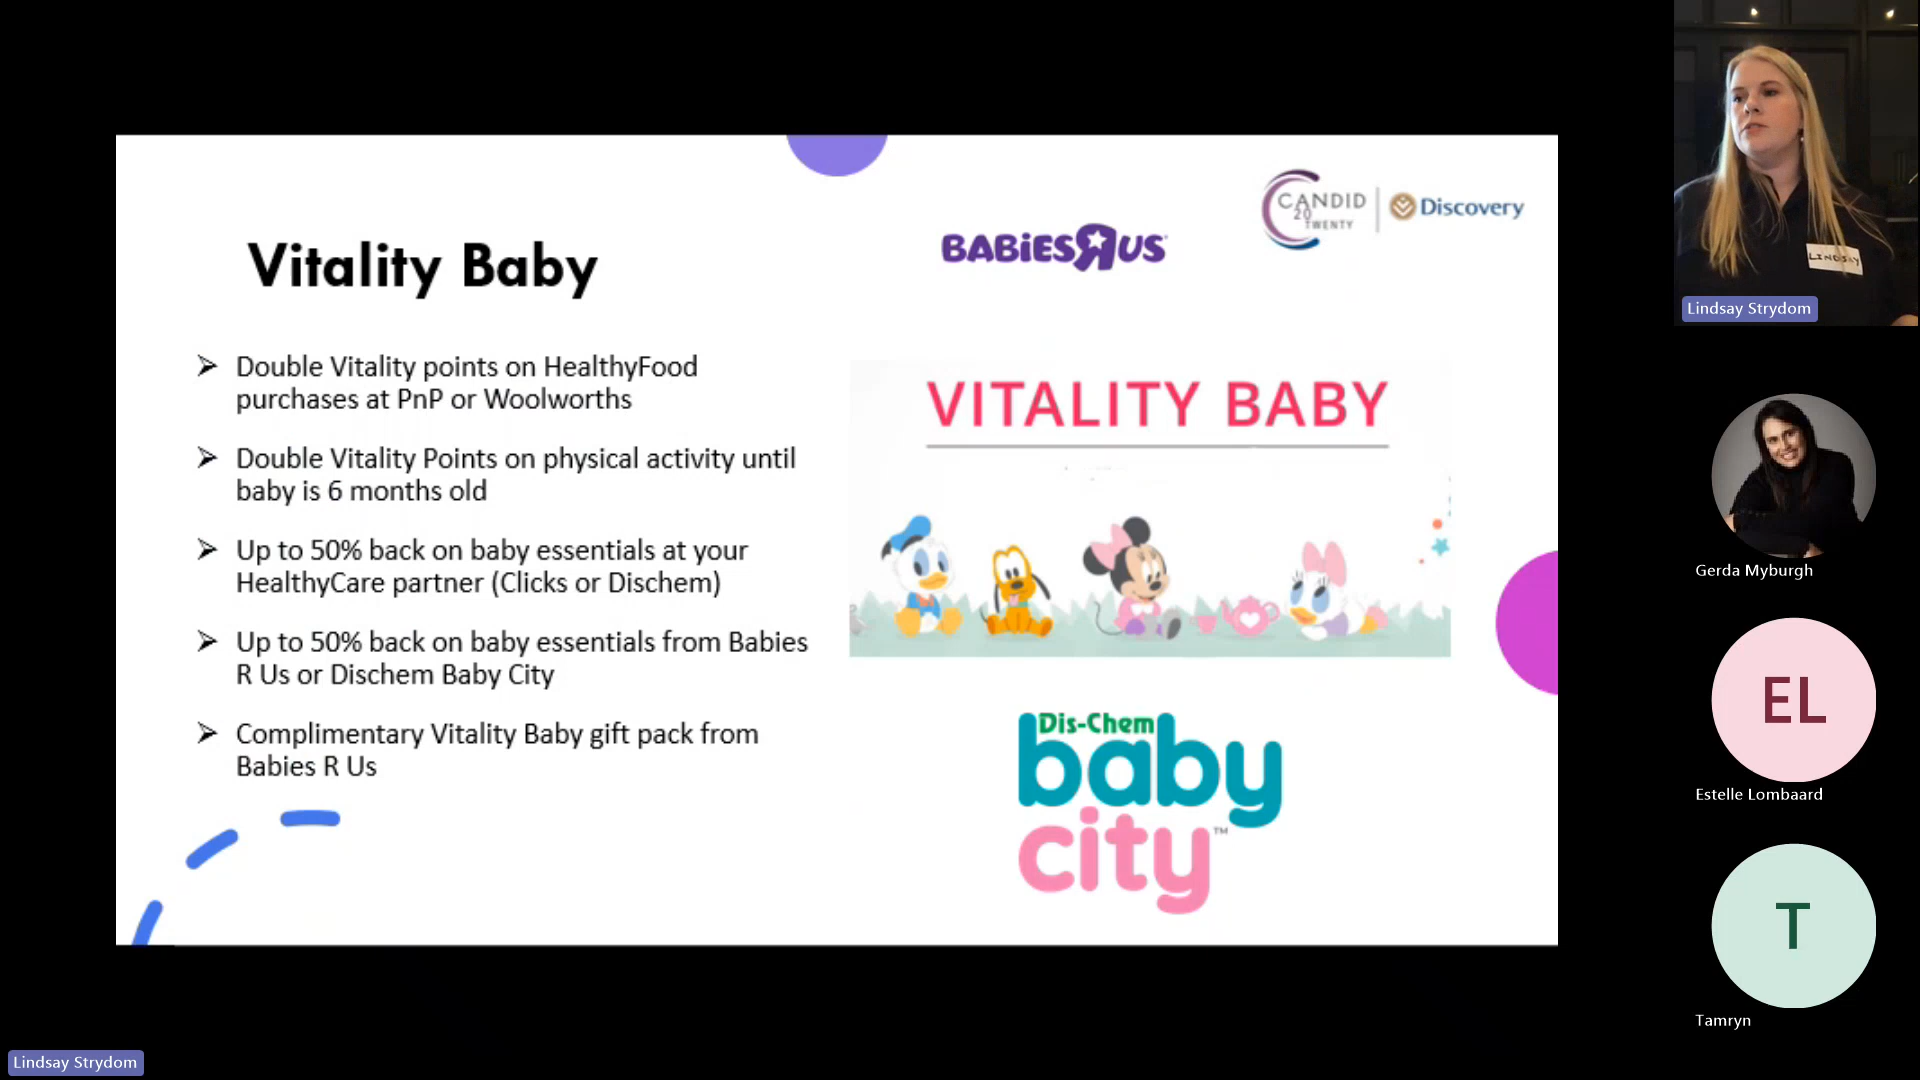 CANDID
20
TWENTY
Discovery
BABiESRUS
Vitality Baby
Double Vitality points on HealthyFood
purchases at PnP or Woolworths
Double Vitality Points on physical activity until
baby is 6 months old
Up to 50% back on baby essentials at your
HealthyCare partner (Clicks or Dischem)
Up to 50% back on baby essentials from Babies
R Us or Dischem Baby City
Complimentary Vitality Baby gift pack from
Babies R Us
VITALITY BABY
Dis-Chem
baby
city™
LINDSAY
Lindsay Strydom
Gerda Myburgh
EL
Estelle Lombaard
T
Tamryn
Lindsay Strydom